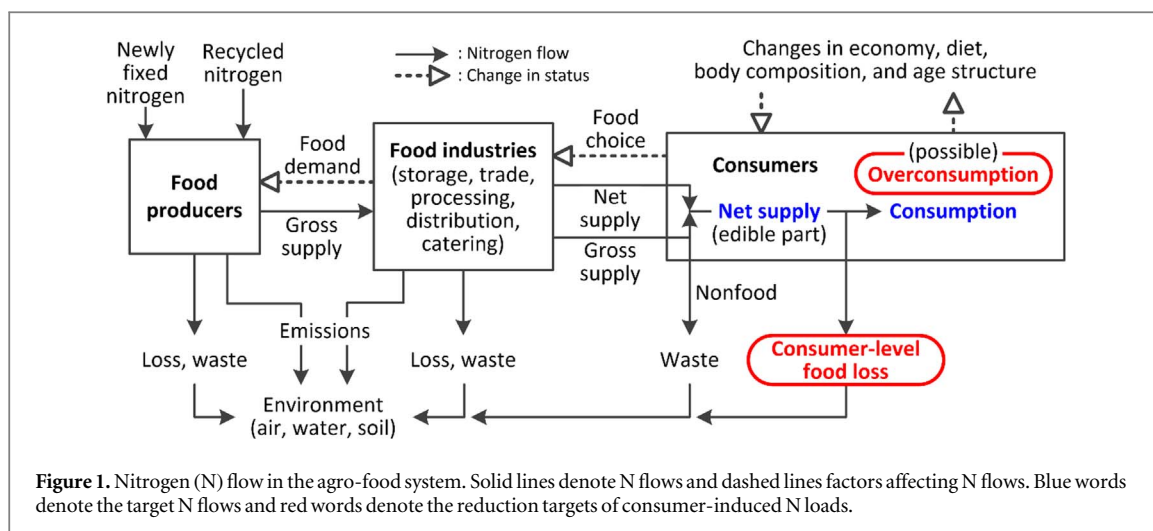 Newly
fixed
nitrogen
Recycled
nitrogen
: Nitrogen flow
: Change in status
Changes in economy, diet,
body composition, and age structure
Food
producers
Food
demand
Gross
supply
Food industries
(storage, trade,
processing,
distribution,
catering)
Food
choice
Net
supply
Gross
supply
Consumers
(possible)
Overconsumption
Net supply
(edible part)
Consumption
Nonfood
Emissions
Loss, waste
Loss, waste
Waste
Consumer-level
food loss
Environment
(air, water, soil)
Figure 1. Nitrogen (N) flow in the agro-food system. Solid lines denote N flows and dashed lines factors affecting N flows. Blue words
denote the target N flows and red words denote the reduction targets of consumer-induced N loads.